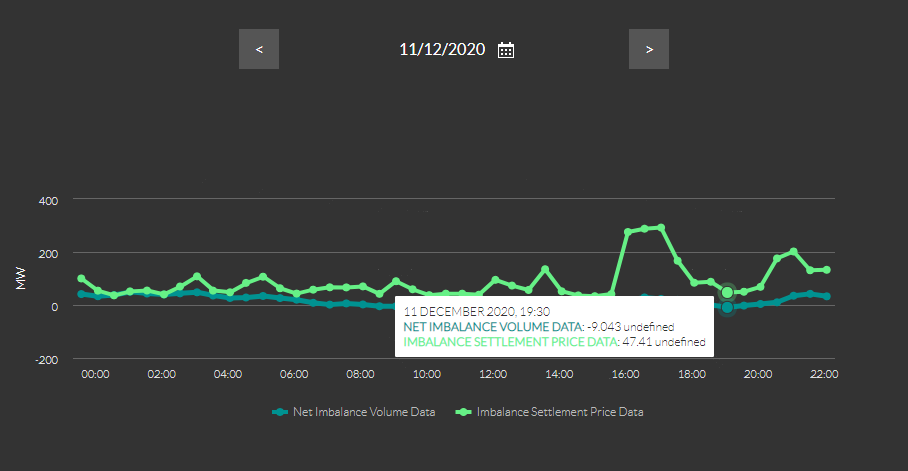 <
11/12/2020
>
400
200
0
-200
MW
11 DECEMBER 2020, 19:30
NET IMBALANCE VOLUME DATA: -9.043 undefined
IMBALANCE SETTLEMENT PRICE DATA: 47.41 undefined
00:00 02:00 04:00 06:00 08:00 10:00 12:00 14:00 16:00 18:00 20:00 22:00
Net Imbalance Volume Data Imbalance Settlement Price Data